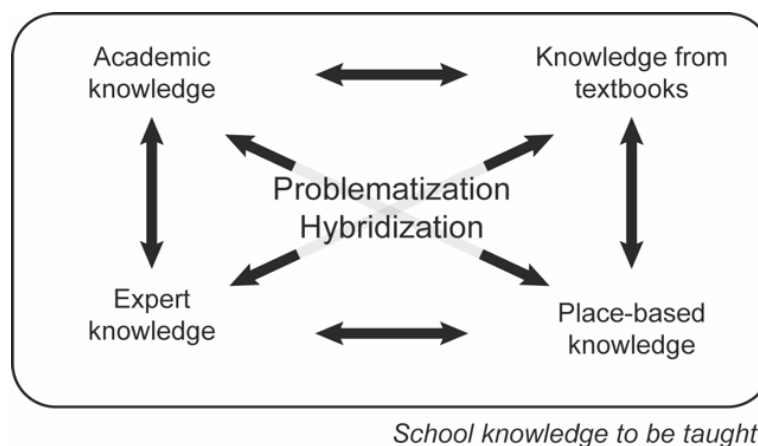 Academic
knowledge
Knowledge from
textbooks
Problematization
Hybridization
Expert
knowledge
Place-based
knowledge
School knowledge to be taught